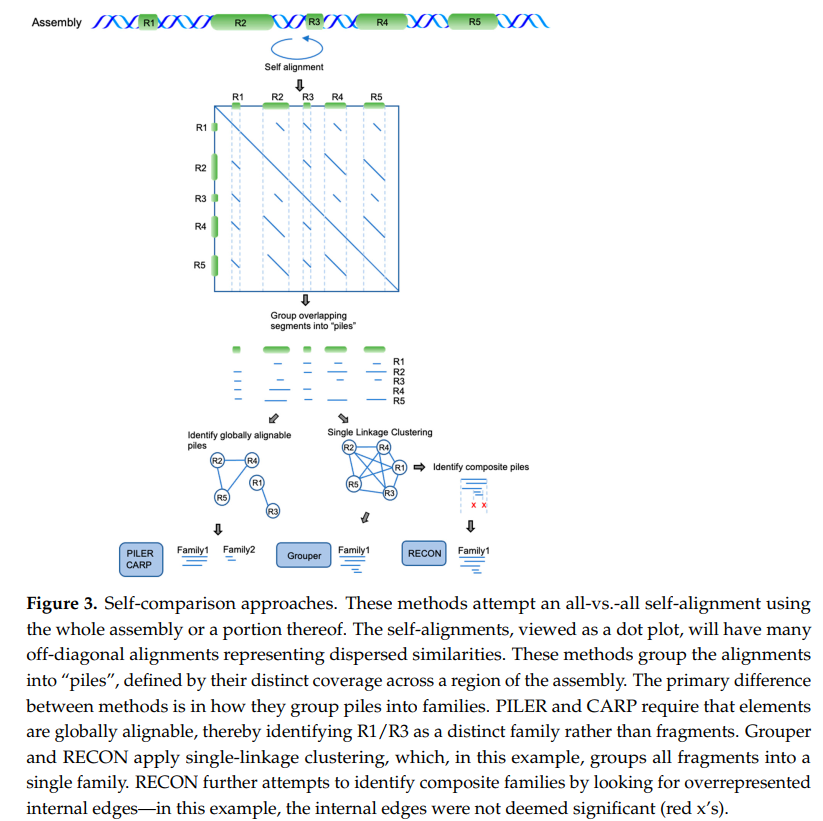 Assembly R1 R2 R3 R4 R5
Self alignment
R1 R2 R3 R4 R5
R1
R2
R3
R4
R5
Group overlapping
segments into "piles"
R1
R2
R3
R4
R5
Identify globally alignable
piles
R2 R4
R1
R5
R3
Single Linkage Clustering
R2 R4
R1
R5
R3
Identify composite piles
x x
PILER
CARP
Family1 Family2
Grouper
Family1
RECON
Family1
Figure 3. Self-comparison approaches. These methods attempt an all-vs.-all self-alignment using
the whole assembly or a portion thereof. The self-alignments, viewed as a dot plot, will have many
off-diagonal alignments representing dispersed similarities. These methods group the alignments
into “piles”, defined by their distinct coverage across a region of the assembly. The primary difference
between methods is in how they group piles into families. PILER and CARP require that elements
are globally alignable, thereby identifying R1/R3 as a distinct family rather than fragments. Grouper
and RECON apply single-linkage clustering, which, in this example, groups all fragments into a
single family. RECON further attempts to identify composite families by looking for overrepresented
internal edges—in this example, the internal edges were not deemed significant (red x’s).